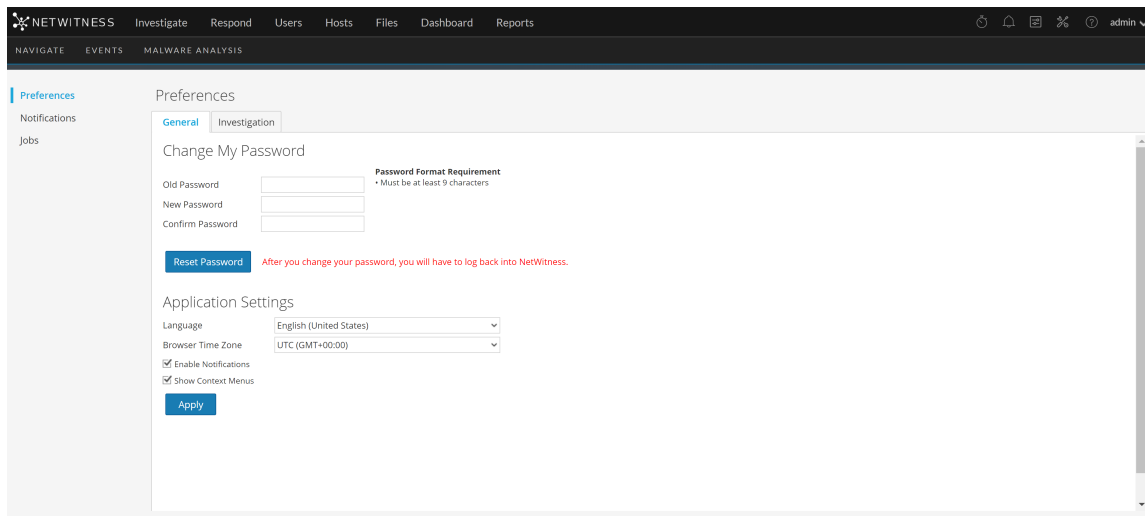 NETWITNESS Investigate Respond Users Hosts Files Dashboard Reports admin
NAVIGATE EVENTS MALWARE ANALYSIS
Preferences
Notifications
Jobs
Preferences
General Investigation
Change My Password
Password Format Requirement
• Must be at least 9 characters
Old Password
New Password
Confirm Password
Reset Password After you change your password, you will have to log back into NetWitness.
Application Settings
Language English (United States)
Browser Time Zone UTC (GMT+00:00)
Enable Notifications
Show Context Menus
Apply